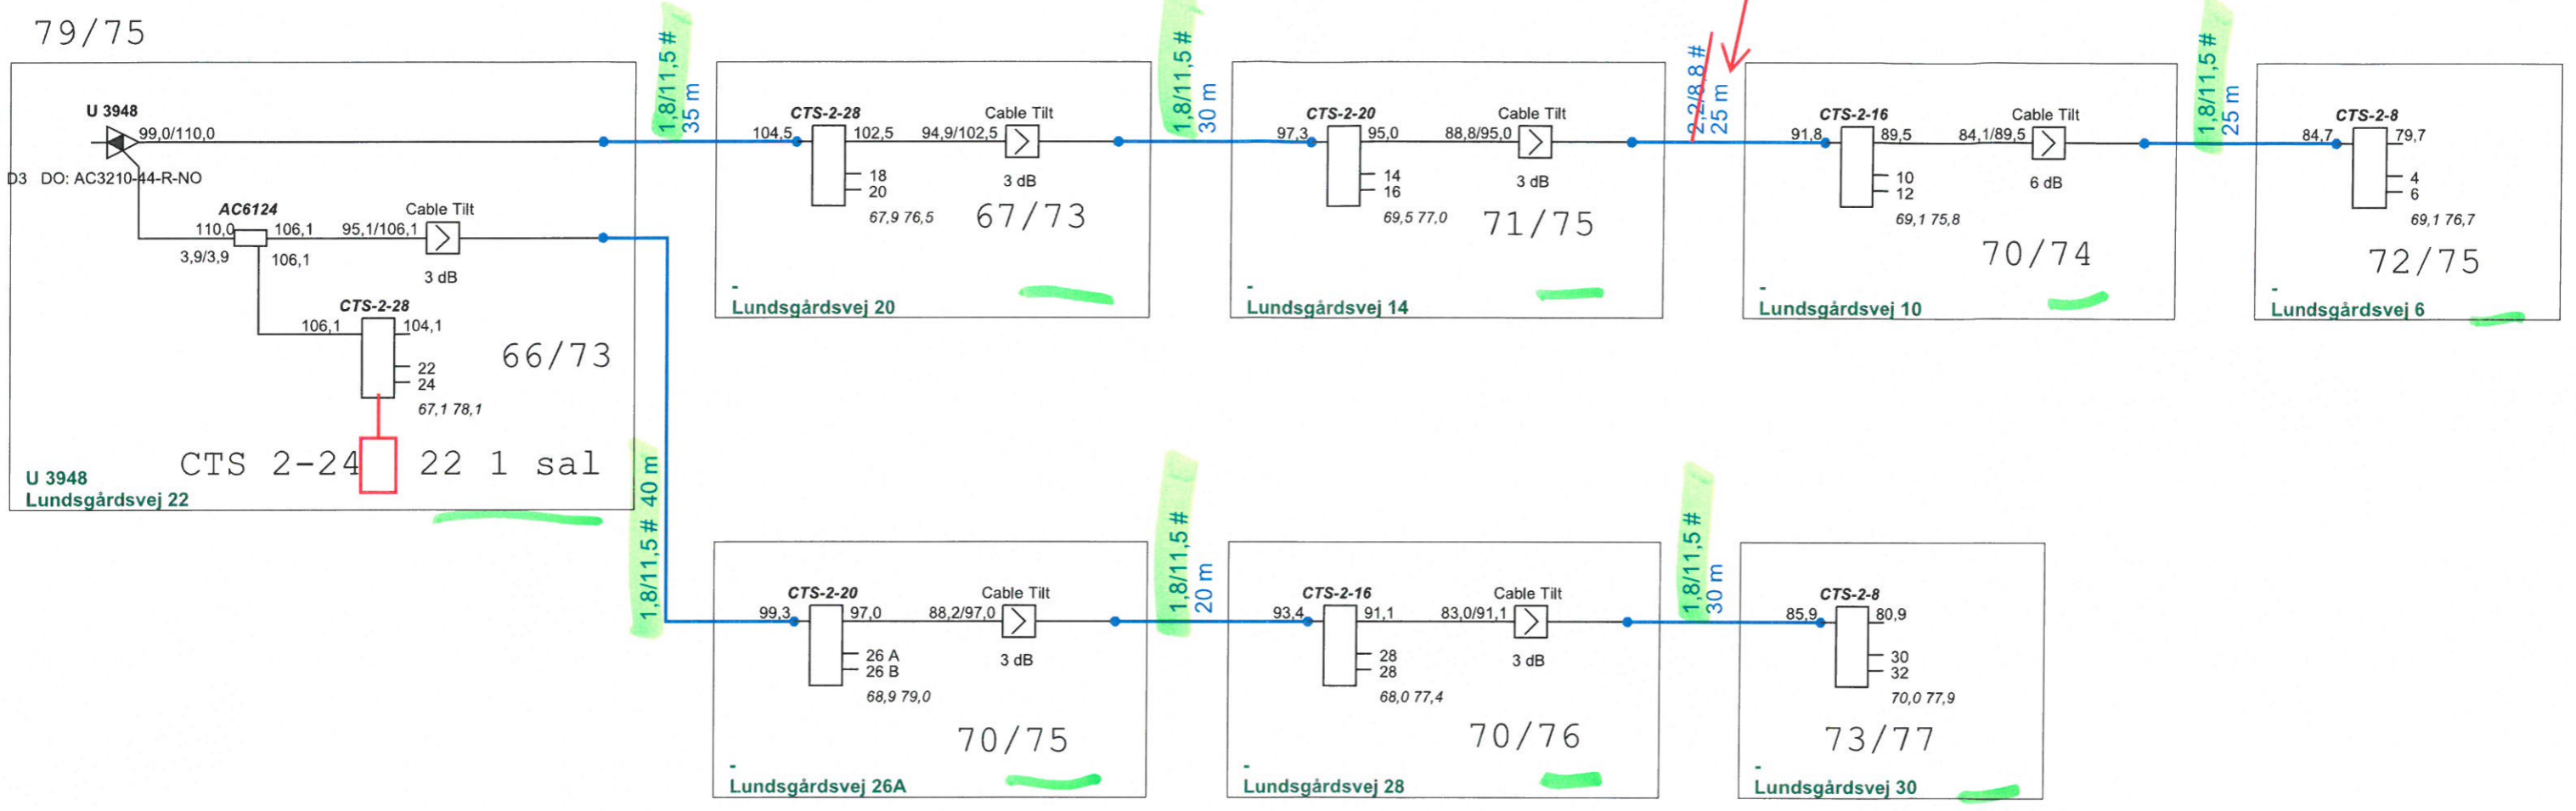 79/75
U 3948
99,0/110,0
D3 DO: AC3210-44-R-NO
AC6124
110,0
106,1
95,1/106,1
Cable Tilt
3,9/3,9
106,1
3 dB
CTS-2-28
106,1
104,1
22
24
67,1 78,1
66/73
CTS 2-24
22 1 sal
U 3948
Lundsgårdsvej 22
1,8/11,5 #
35 m
104,5
CTS-2-28
102,5
94,9/102,5
Cable Tilt
3 dB
18
20
67,9 76,5
67/73
-
Lundsgårdsvej 20
1,8/11,5 #
30 m
97,3
CTS-2-20
95,0
88,8/95,0
Cable Tilt
3 dB
14
16
69,5 77,0
71/75
-
Lundsgårdsvej 14
2,2/8,8 #
25 m
91,8
CTS-2-16
89,5
84,1/89,5
Cable Tilt
6 dB
10
12
69,1 75,8
70/74
-
Lundsgårdsvej 10
1,8/11,5 #
25 m
84,7
CTS-2-8
79,7
4
6
69,1 76,7
72/75
-
Lundsgårdsvej 6
1,8/11,5 # 40 m
99,3
CTS-2-20
97,0
88,2/97,0
Cable Tilt
3 dB
26 A
26 B
68,9 79,0
70/75
-
Lundsgårdsvej 26A
1,8/11,5 #
20 m
93,4
CTS-2-16
91,1
83,0/91,1
Cable Tilt
3 dB
28
28
68,0 77,4
70/76
-
Lundsgårdsvej 28
1,8/11,5 #
30 m
85,9
CTS-2-8
80,9
30
32
70,0 77,9
73/77
-
Lundsgårdsvej 30